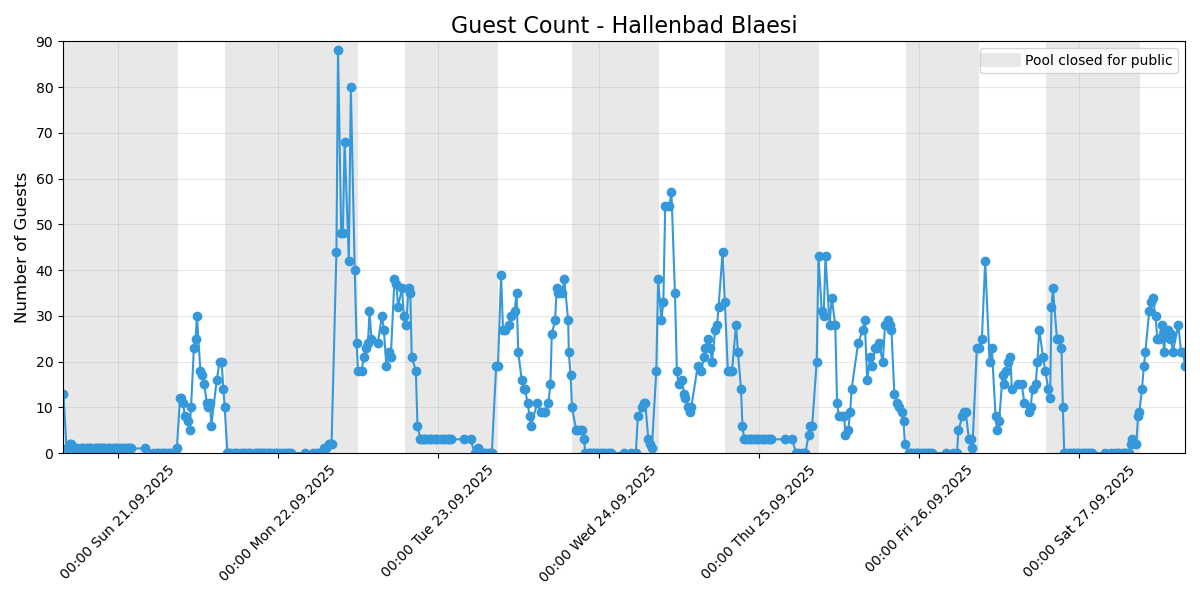 Guest Count - Hallenbad Blaesi
Pool closed for public
Number of Guests
90
80
70
60
50
40
30
20
10
0
00:00 Sun 21.09.2025
00:00 Mon 22.09.2025
00:00 Tue 23.09.2025
00:00 Wed 24.09.2025
00:00 Thu 25.09.2025
00:00 Fri 26.09.2025
00:00 Sat 27.09.2025